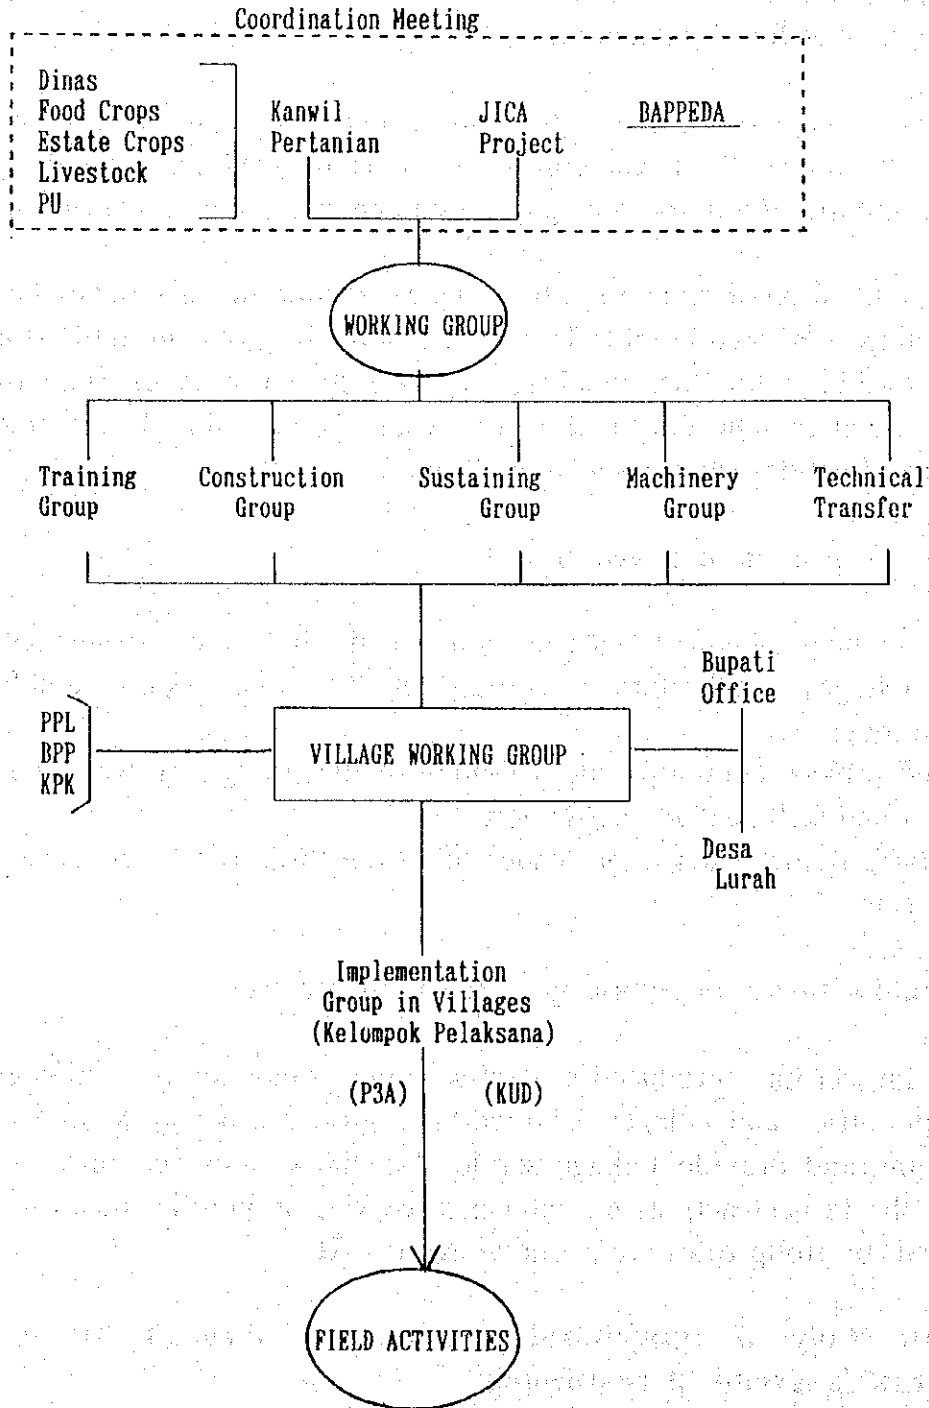 Coordination Meeting
Dinas
Food Crops
Estate Crops
Livestock
PU
Kanwil
Pertanian
JICA
Project
BAPPEDA
WORKING GROUP
Training
Group
Construction
Group
Sustaining
Group
Machinery
Group
Technical
Transfer
Bupati
Office
PPL
BPP
KPK
VILLAGE WORKING GROUP
Desa
Lurah
Implementation
Group in Villages
(Kelompok Pelaksana)
(P3A) (KUD)
FIELD ACTIVITIES